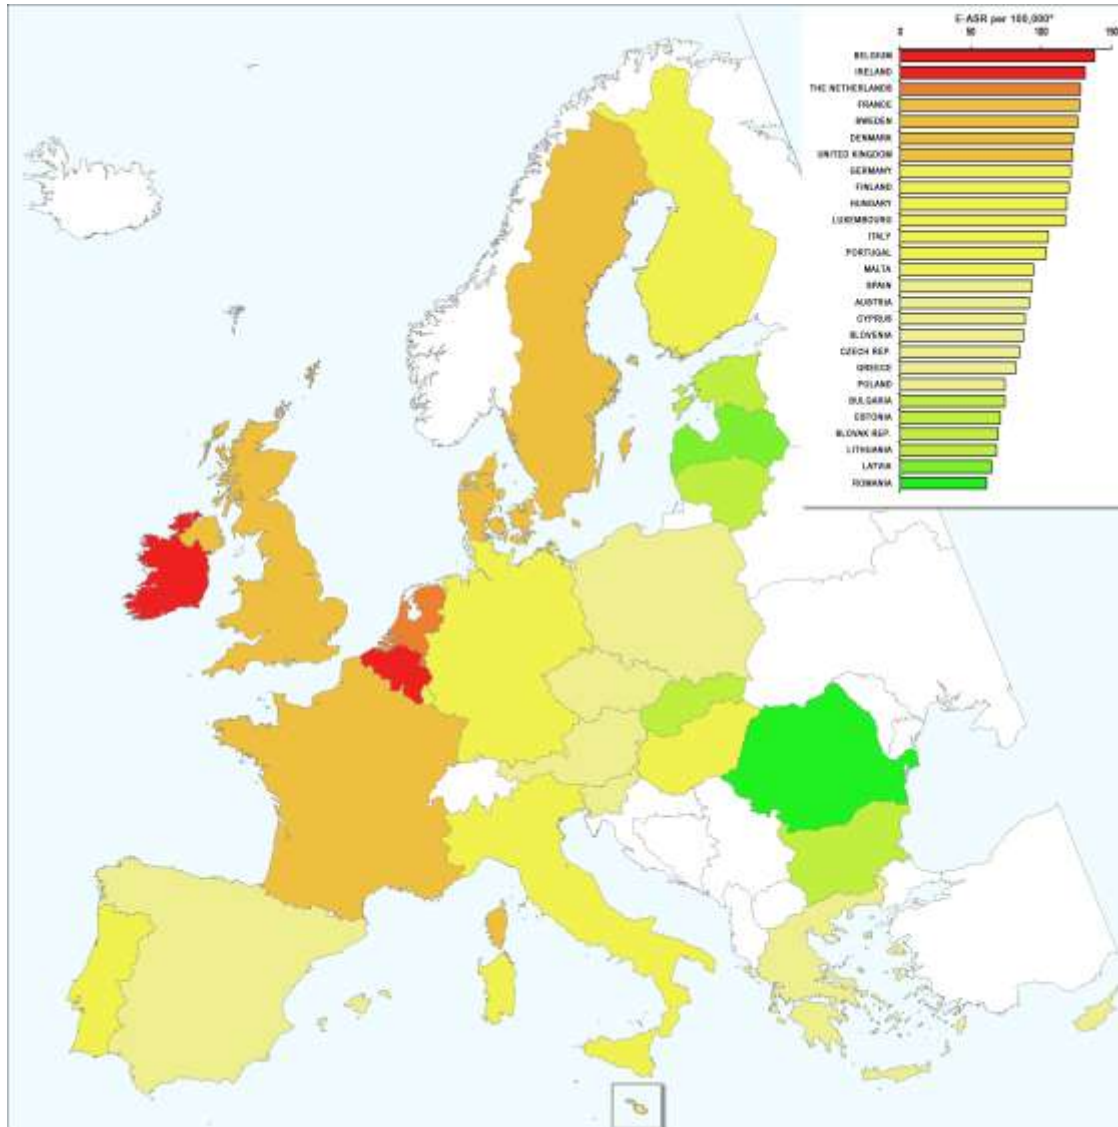 E-ASR per 100,000*
0 50 100 150
BELGIUM
IRELAND
THE NETHERLANDS
FRANCE
SWEDEN
DENMARK
UNITED KINGDOM
GERMANY
FINLAND
HUNGARY
LUXEMBOURG
ITALY
PORTUGAL
MALTA
SPAIN
AUSTRIA
CYPRUS
SLOVENIA
CZECH REP.
GREECE
POLAND
BULGARIA
ESTONIA
SLOVAK REP.
LITHUANIA
LATVIA
ROMANIA